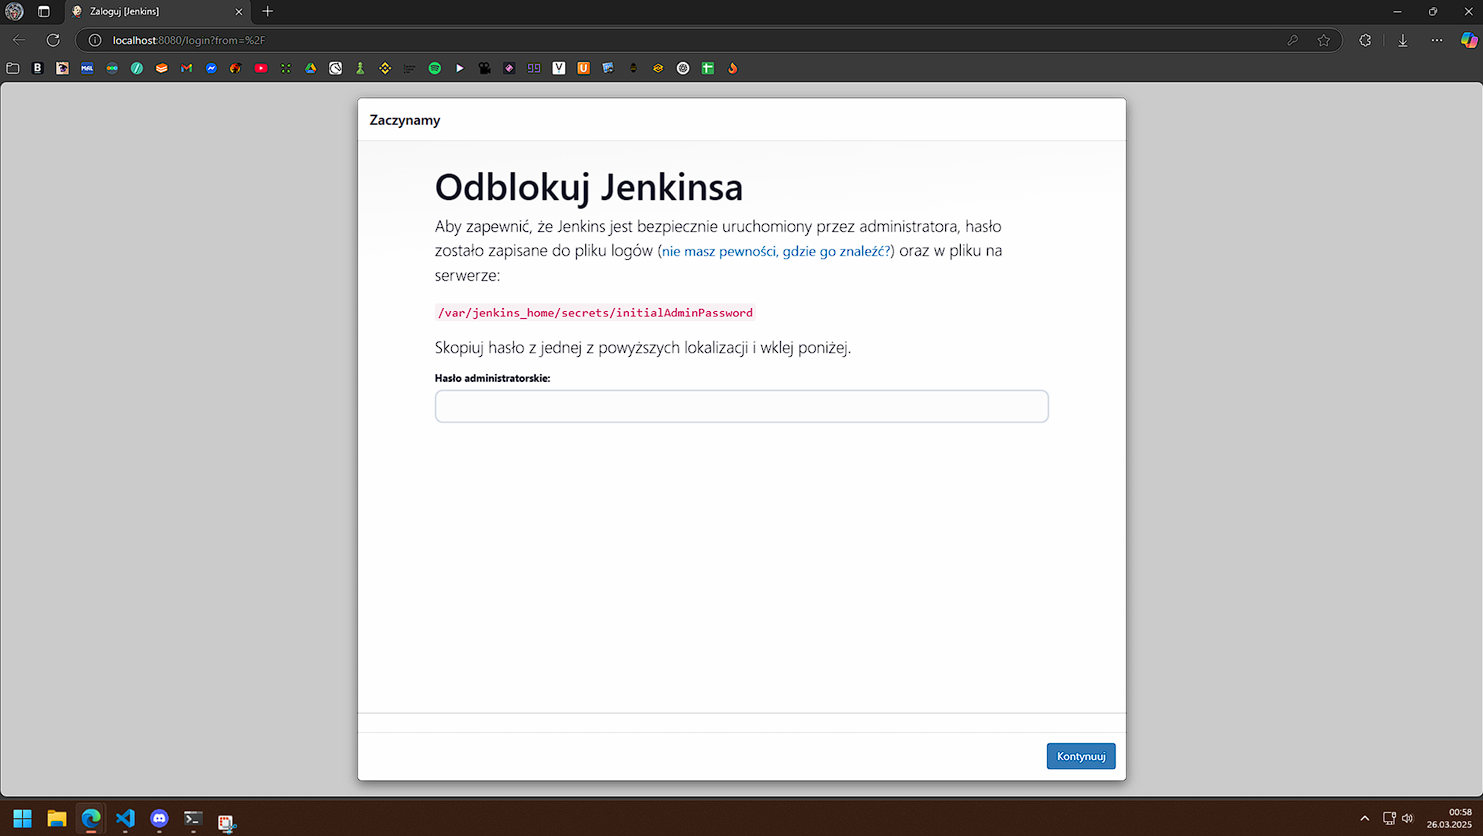 Zaloguj [Jenkins]
localhost:8080/login?from=%2F
Zaczynamy
Odblokuj Jenkinsa
Aby zapewnić, że Jenkins jest bezpiecznie uruchomiony przez administratora, hasło
zostało zapisane do pliku logów (nie masz pewności, gdzie go znaleźć?) oraz w pliku na
serwerze:
/var/jenkins_home/secrets/initialAdminPassword
Skopiuj hasło z jednej z powyższych lokalizacji i wklej poniżej.
Hasło administratorskie:
Kontynuuj
00:58
26.03.2025